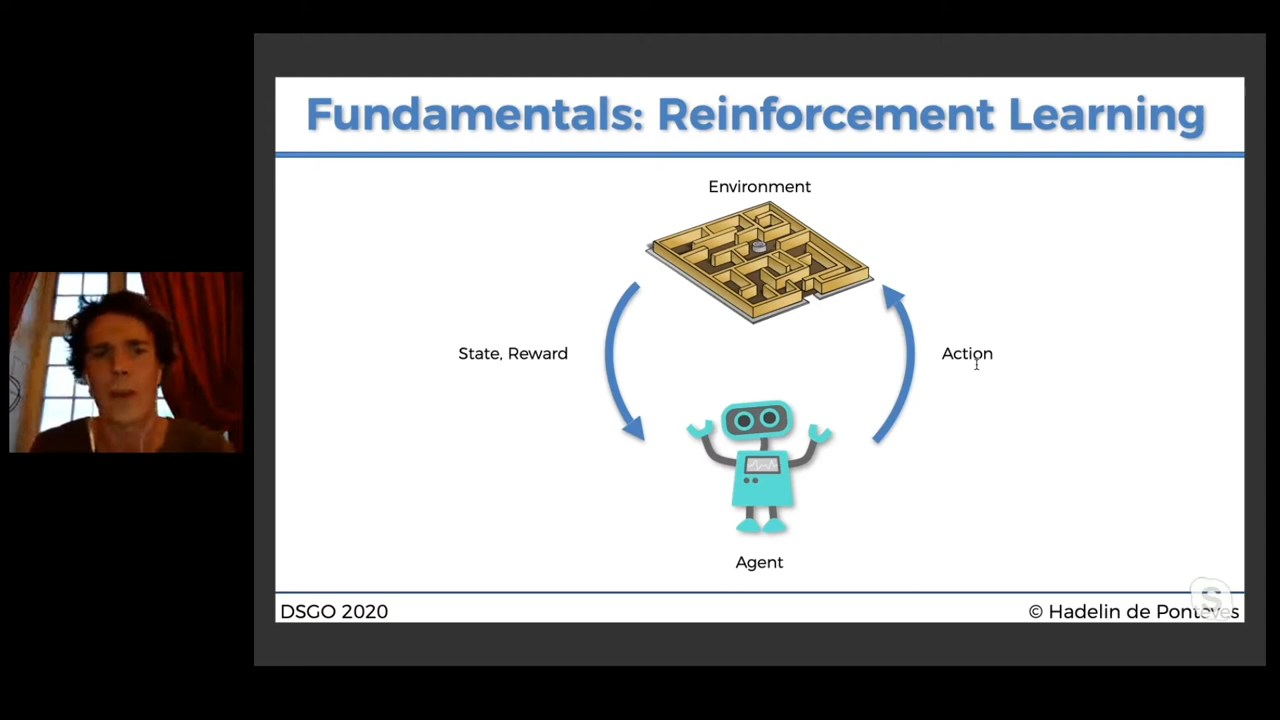 Fundamentals: Reinforcement Learning
Environment
State, Reward
Action
Agent
DSGO 2020
© Hadelin de Ponteves
S